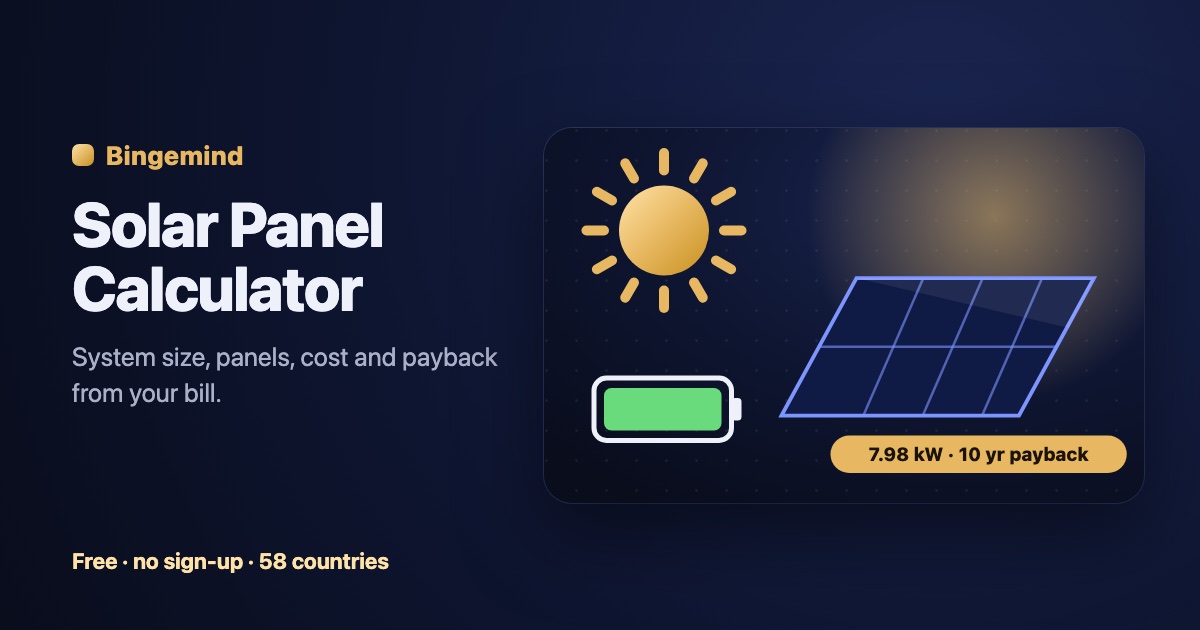 Bingemind
Solar Panel
Calculator
System size, panels, cost and payback
from your bill.
7.98 kW · 10 yr payback
Free · no sign-up · 58 countries